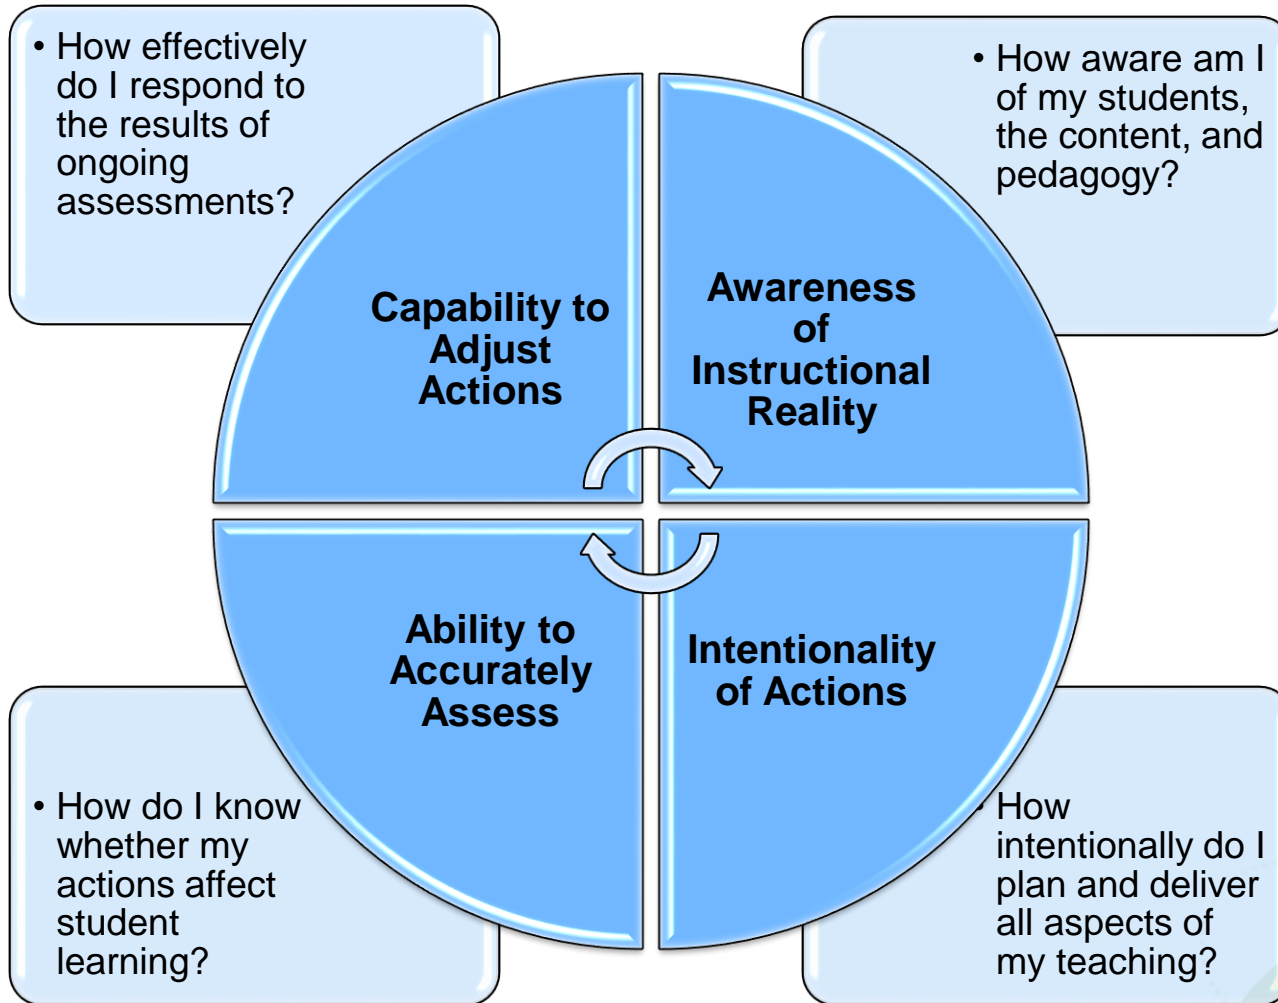 • How effectively
do I respond to
the results of
ongoing
assessments?
• How aware am I
of my students,
the content, and
pedagogy?
Capability to
Adjust
Actions
Awareness
of
Instructional
Reality
Ability to
Accurately
Assess
Intentionality
of Actions
• How do I know
whether my
actions affect
student
learning?
• How
intentionally do I
plan and deliver
all aspects of
my teaching?